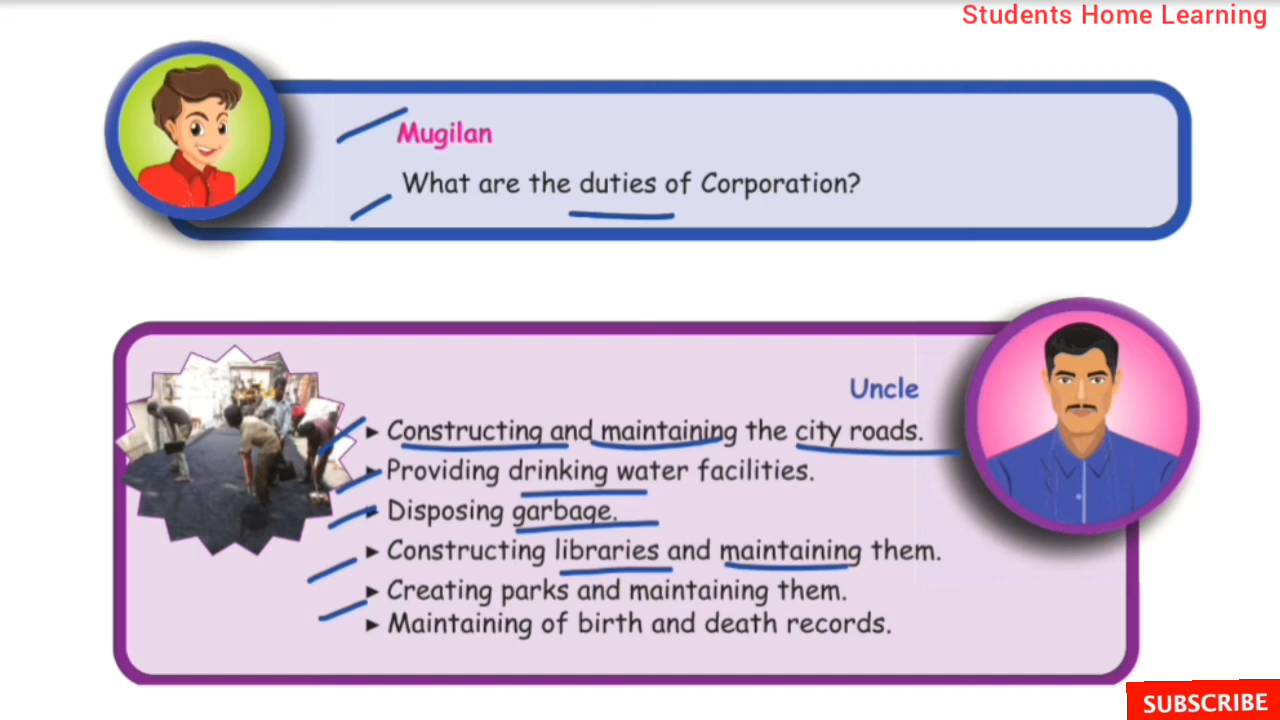 Students Home Learning
Mugilan
What are the duties of Corporation?
Uncle
► Constructing and maintaining the city roads.
► Providing drinking water facilities.
► Disposing garbage.
► Constructing libraries and maintaining them.
► Creating parks and maintaining them.
► Maintaining of birth and death records.
SUBSCRIBE